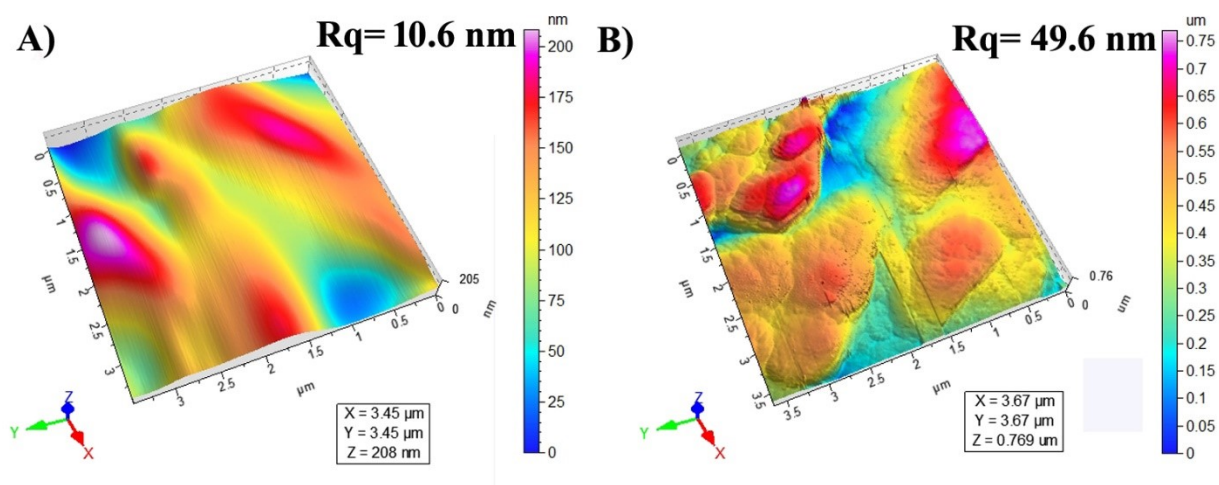 A)
Rq= 10.6 nm
nm
200
175
150
125
100
75
50
25
0
0
0.5
1
1.5
2
2.5
3
µm
3
2.5
2
1.5
1
0.5
0
µm
205
0
nm
Z
Y
X
X = 3.45 µm
Y = 3.45 µm
Z = 208 nm
B)
Rq= 49.6 nm
um
0.75
0.7
0.65
0.6
0.55
0.5
0.45
0.4
0.35
0.3
0.25
0.2
0.15
0.1
0.05
0
0
0.5
1
1.5
2
2.5
3
3.5
µm
3.5
3
2.5
2
1.5
1
0.5
0
µm
0.76
0
um
Z
Y
X
X = 3.67 µm
Y = 3.67 µm
Z = 0.769 um